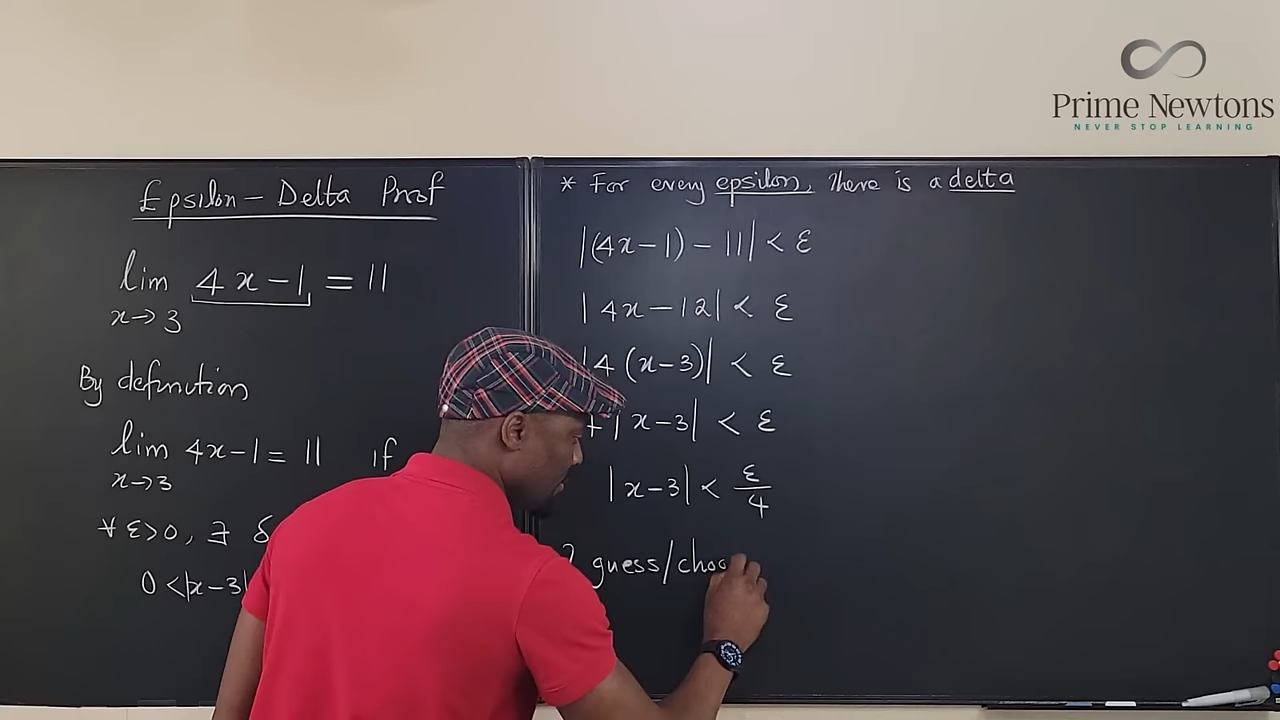 Prime Newtons
NEVER STOP LEARNING
Epsilon - Delta Prof
lim 4x-1 = 11
x→3
By definition
lim 4x-1 = 11 if
x→3
∀ ε>0, ∃ δ
0 < |x-3|
* For every epsilon, there is a delta
|(4x-1) - 11| < ε
|4x-12| < ε
|4(x-3)| < ε
|x-3| < ε
|x-3| < ε/4
guess/choo